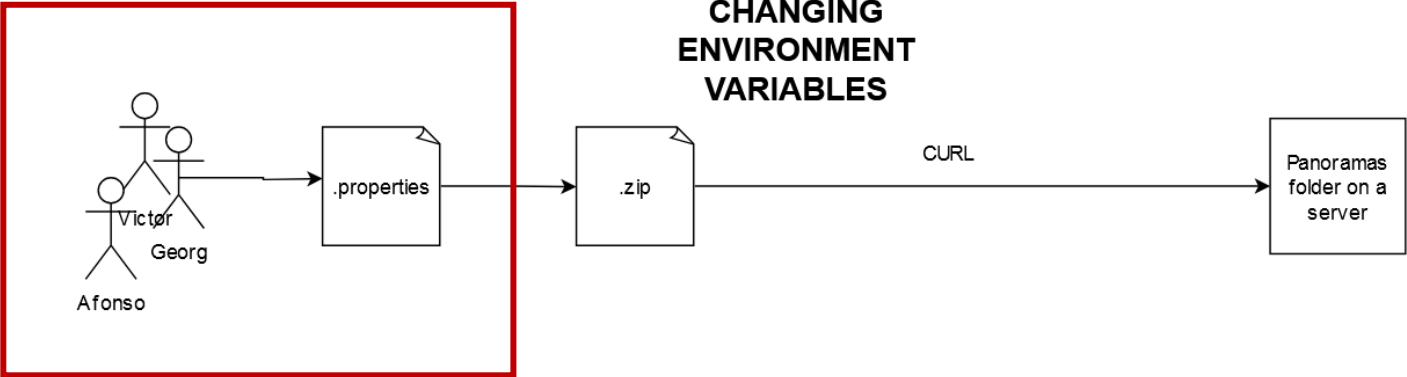 CHANGING
ENVIRONMENT
VARIABLES
Victor
Georg
Afonso
.properties
.zip
CURL
Panoramas
folder on a
server